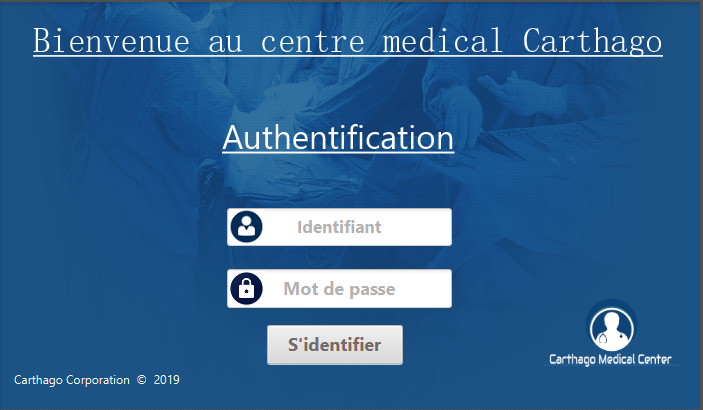 Bienvenue au centre medical Carthago
Authentification
Identifiant
Mot de passe
S'identifier
Carthago Medical Center
Carthago Corporation © 2019